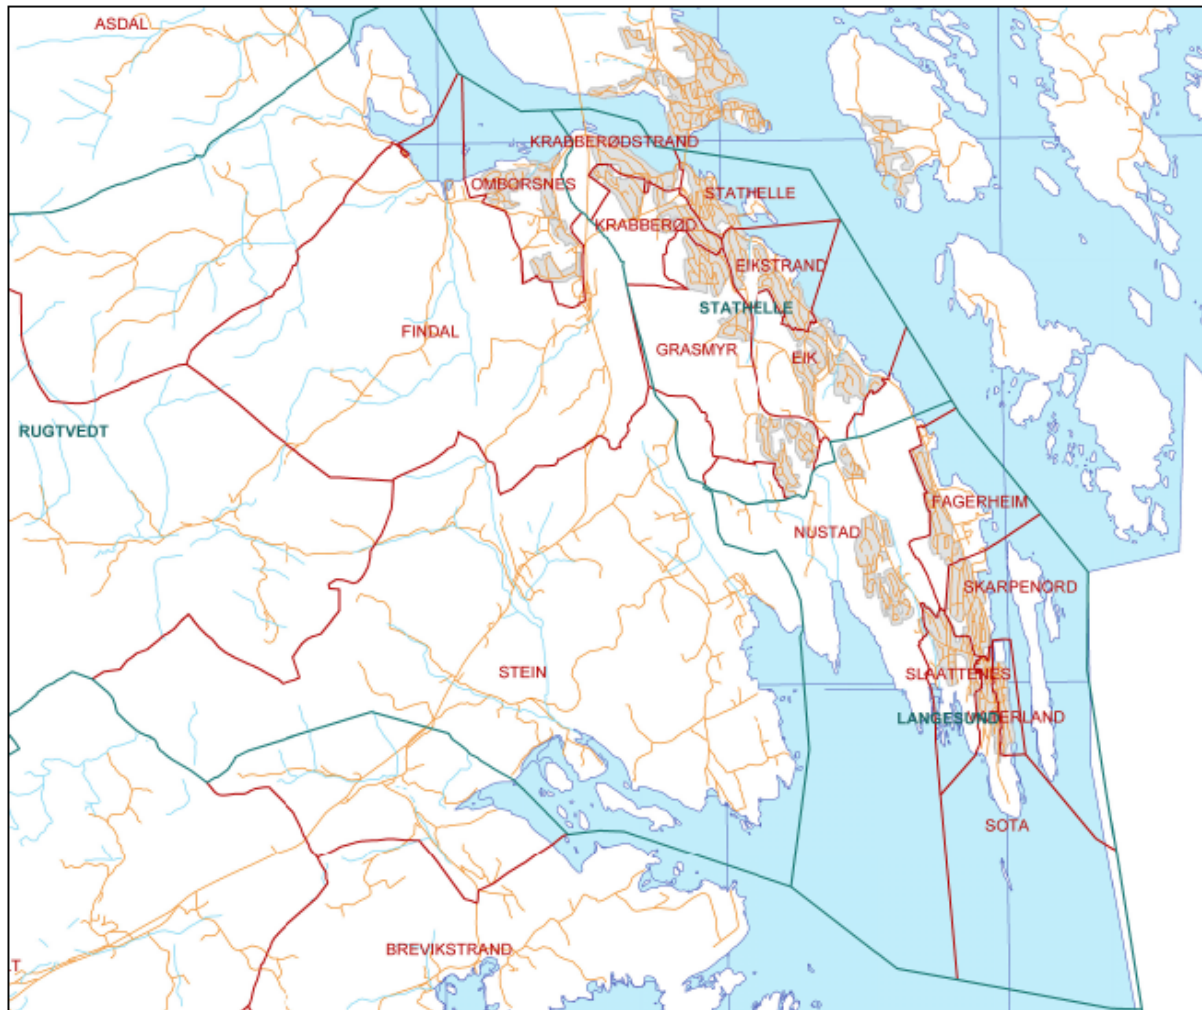 ASDAL
KRABBERØDSTRAND
OMBORSNES
STATHELLE
KRABBERØD
EIKSTRAND
STATHELLE
FINDAL
GRASMYR
EIK
RUGTVEDT
FAGERHEIM
NUSTAD
SKARPENORD
STEIN
SLAATTENES
LANGESUND
SOTA
BREVIKSTRAND